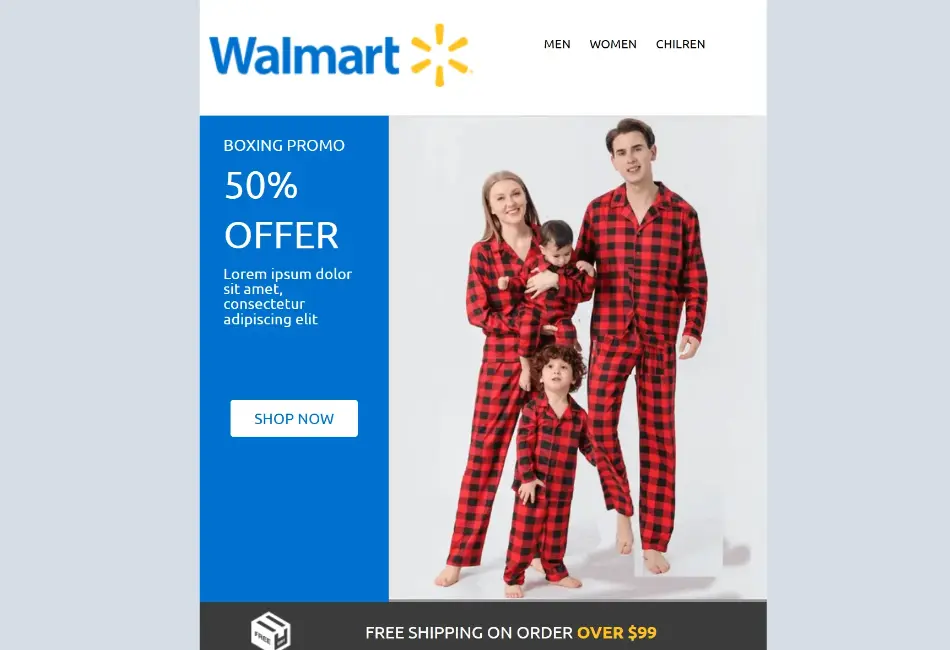 Walmart
MEN WOMEN CHILREN
BOXING PROMO
50%
OFFER
Lorem ipsum dolor
sit amet,
consectetur
adipiscing elit
SHOP NOW
FREE
FREE SHIPPING ON ORDER OVER $99